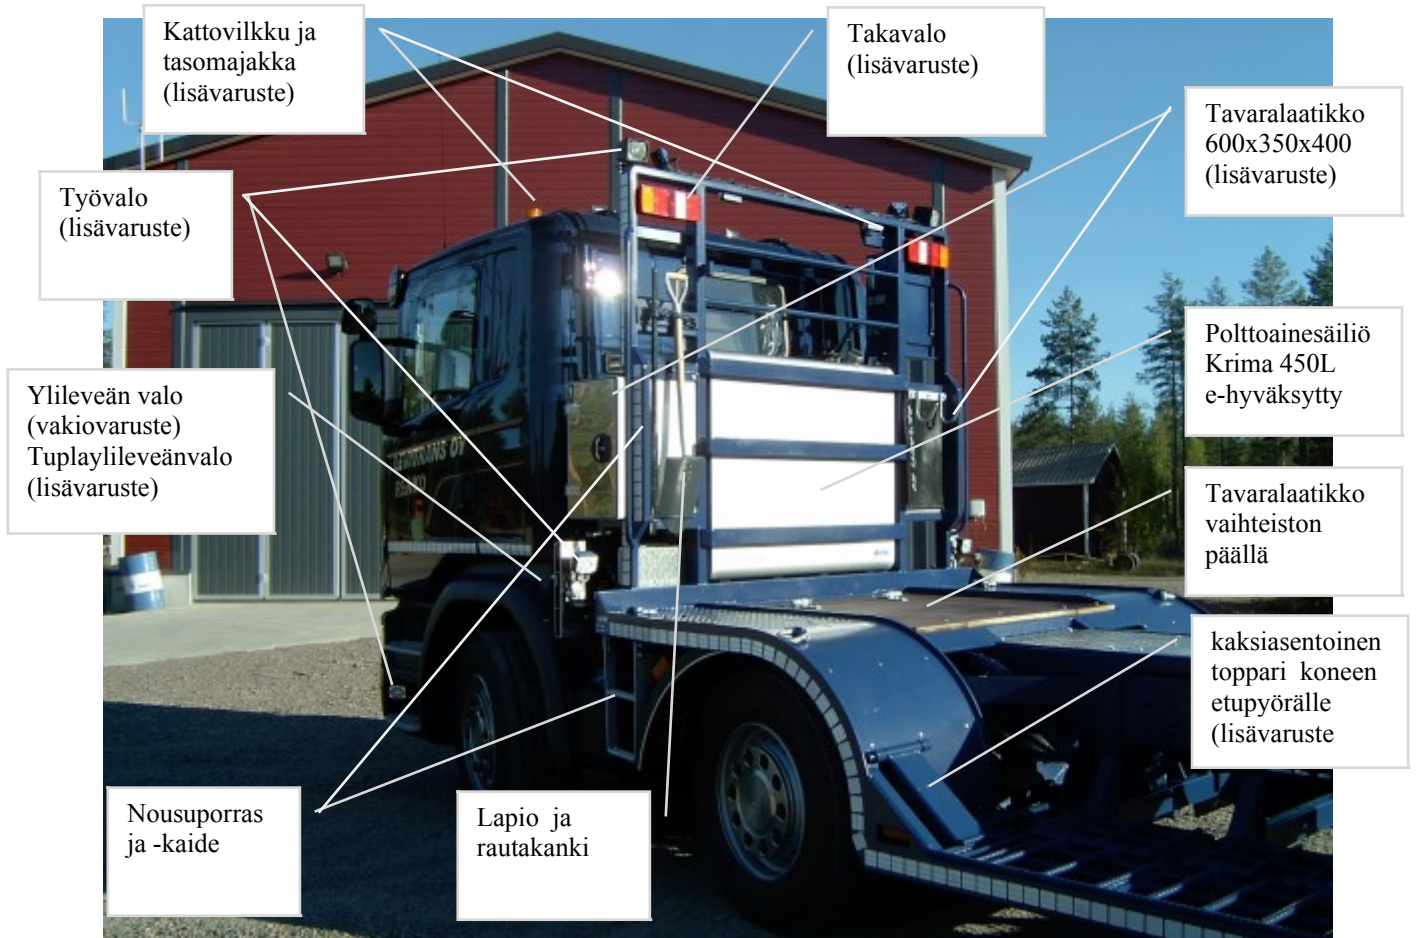 Kattovilkku ja
tasomajakka
(lisävaruste)
Takavalo
(lisävaruste)
Tavaralaatikko
600x350x400
(lisävaruste)
Työvalo
(lisävaruste)
Polttoainesäiliö
Krima 450L
e-hyväksytty
Ylileveän valo
(vakiovaruste)
Tuplaylileveänvalo
(lisävaruste)
Tavaralaatikko
vaihteiston
päällä
kaksiasentoinen
toppari koneen
etupyörälle
(lisävaruste
Nousuporras
ja -kaide
Lapio ja
rautakanki